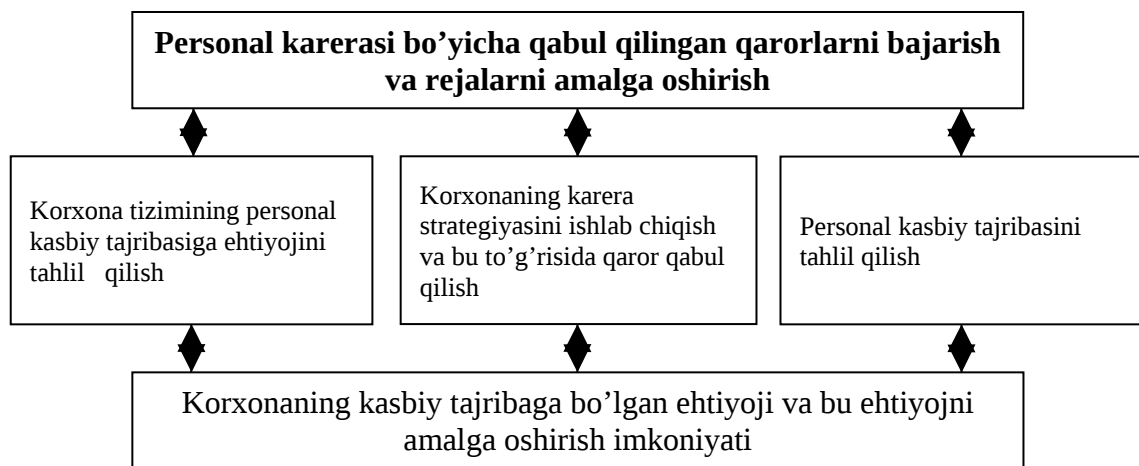 Personal karerasi bo’yicha qabul qilingan qarorlarni bajarish
va rejalarni amalga oshirish
Korxona tizimining personal
kasbiy tajribasiga ehtiyojini
tahlil qilish
Korxonaning karera
strategiyasini ishlab chiqish
va bu to’g’risida qaror qabul
qilish
Personal kasbiy tajribasini
tahlil qilish
Korxonaning kasbiy tajribaga bo’lgan ehtiyoji va bu ehtiyojni
amalga oshirish imkoniyati